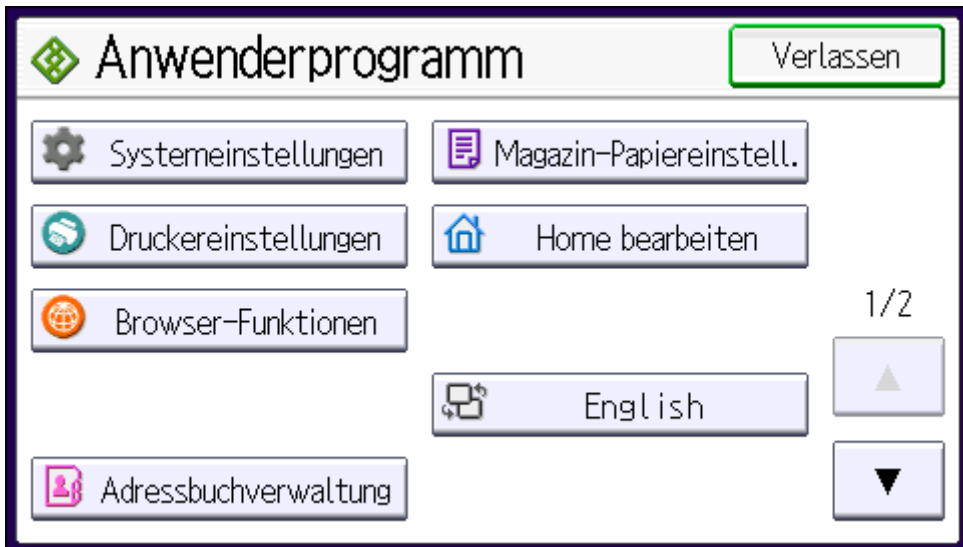 Anwenderprogramm
Verlassen
Systemeinstellungen
Magazin-Papiereinstell.
Druckereinstellungen
Home bearbeiten
Browser-Funktionen
1/2
English
Adressbuchverwaltung